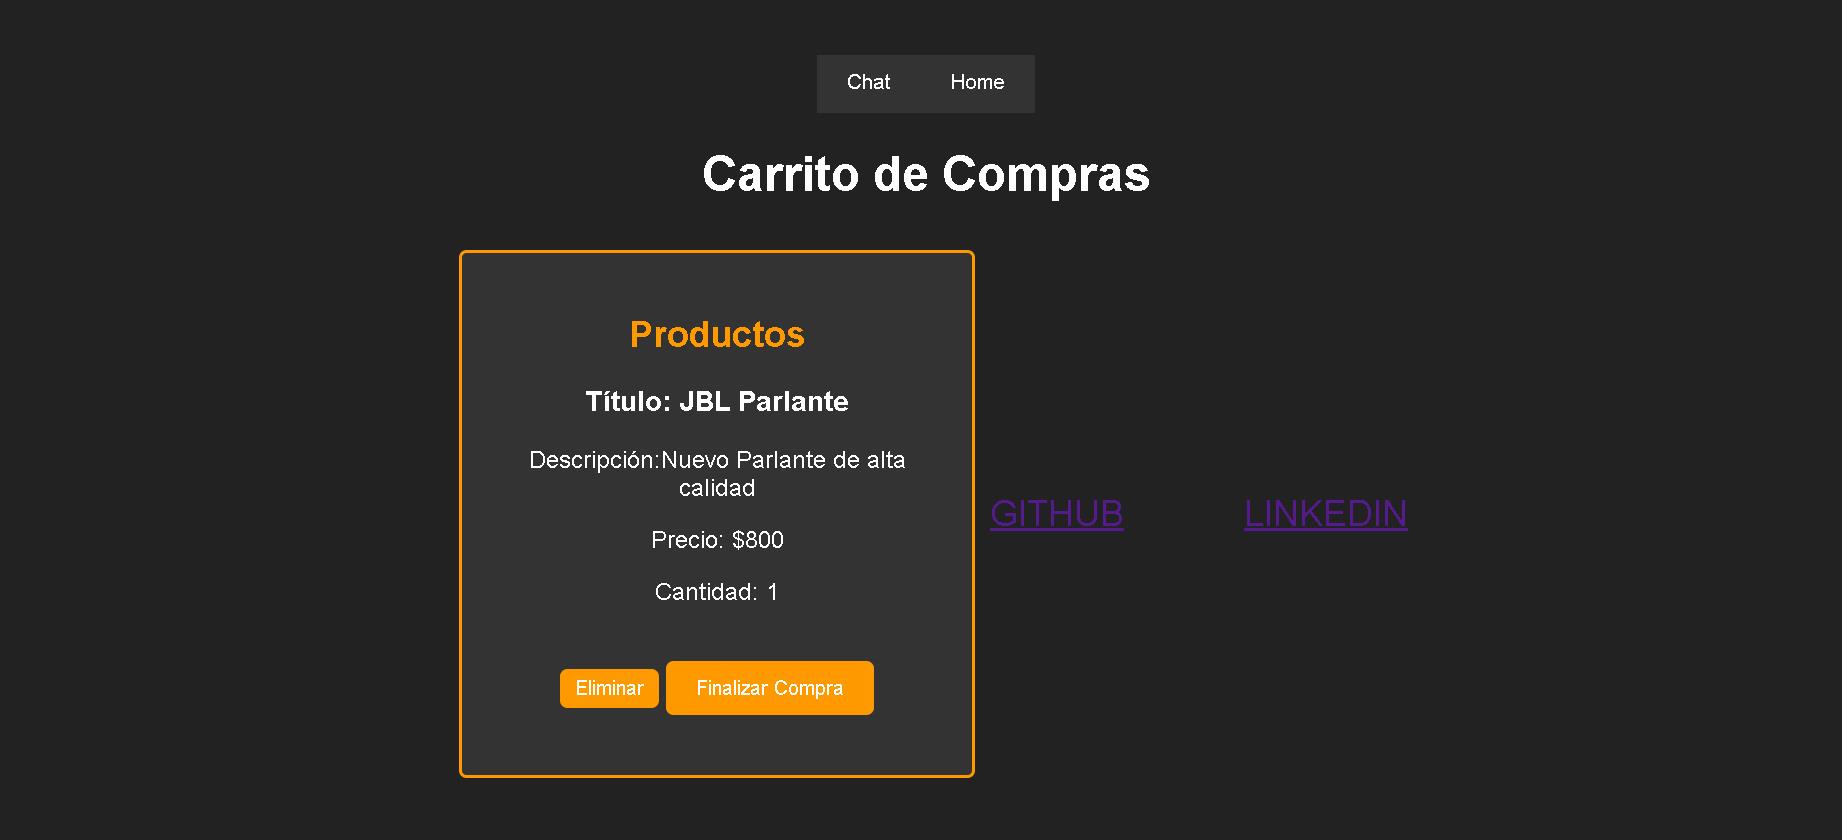 Chat Home
Carrito de Compras
Productos
Título: JBL Parlante
Descripción:Nuevo Parlante de alta
calidad
Precio: $800
Cantidad: 1
Eliminar Finalizar Compra
GITHUB LINKEDIN